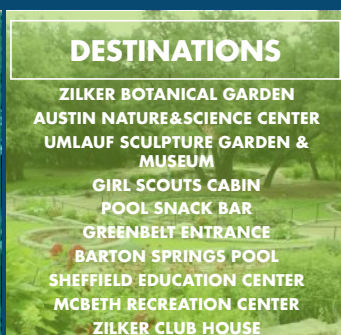 DESTINATIONS
ZILKER BOTANICAL GARDEN
AUSTIN NATURE&SCIENCE CENTER
UMLAUF SCULPTURE GARDEN &
MUSEUM
GIRL SCOUTS CABIN
POOL SNACK BAR
GREENBELT ENTRANCE
BARTON SPRINGS POOL
SHEFFIELD EDUCATION CENTER
MCBETH RECREATION CENTER
ZILKER CLUB HOUSE